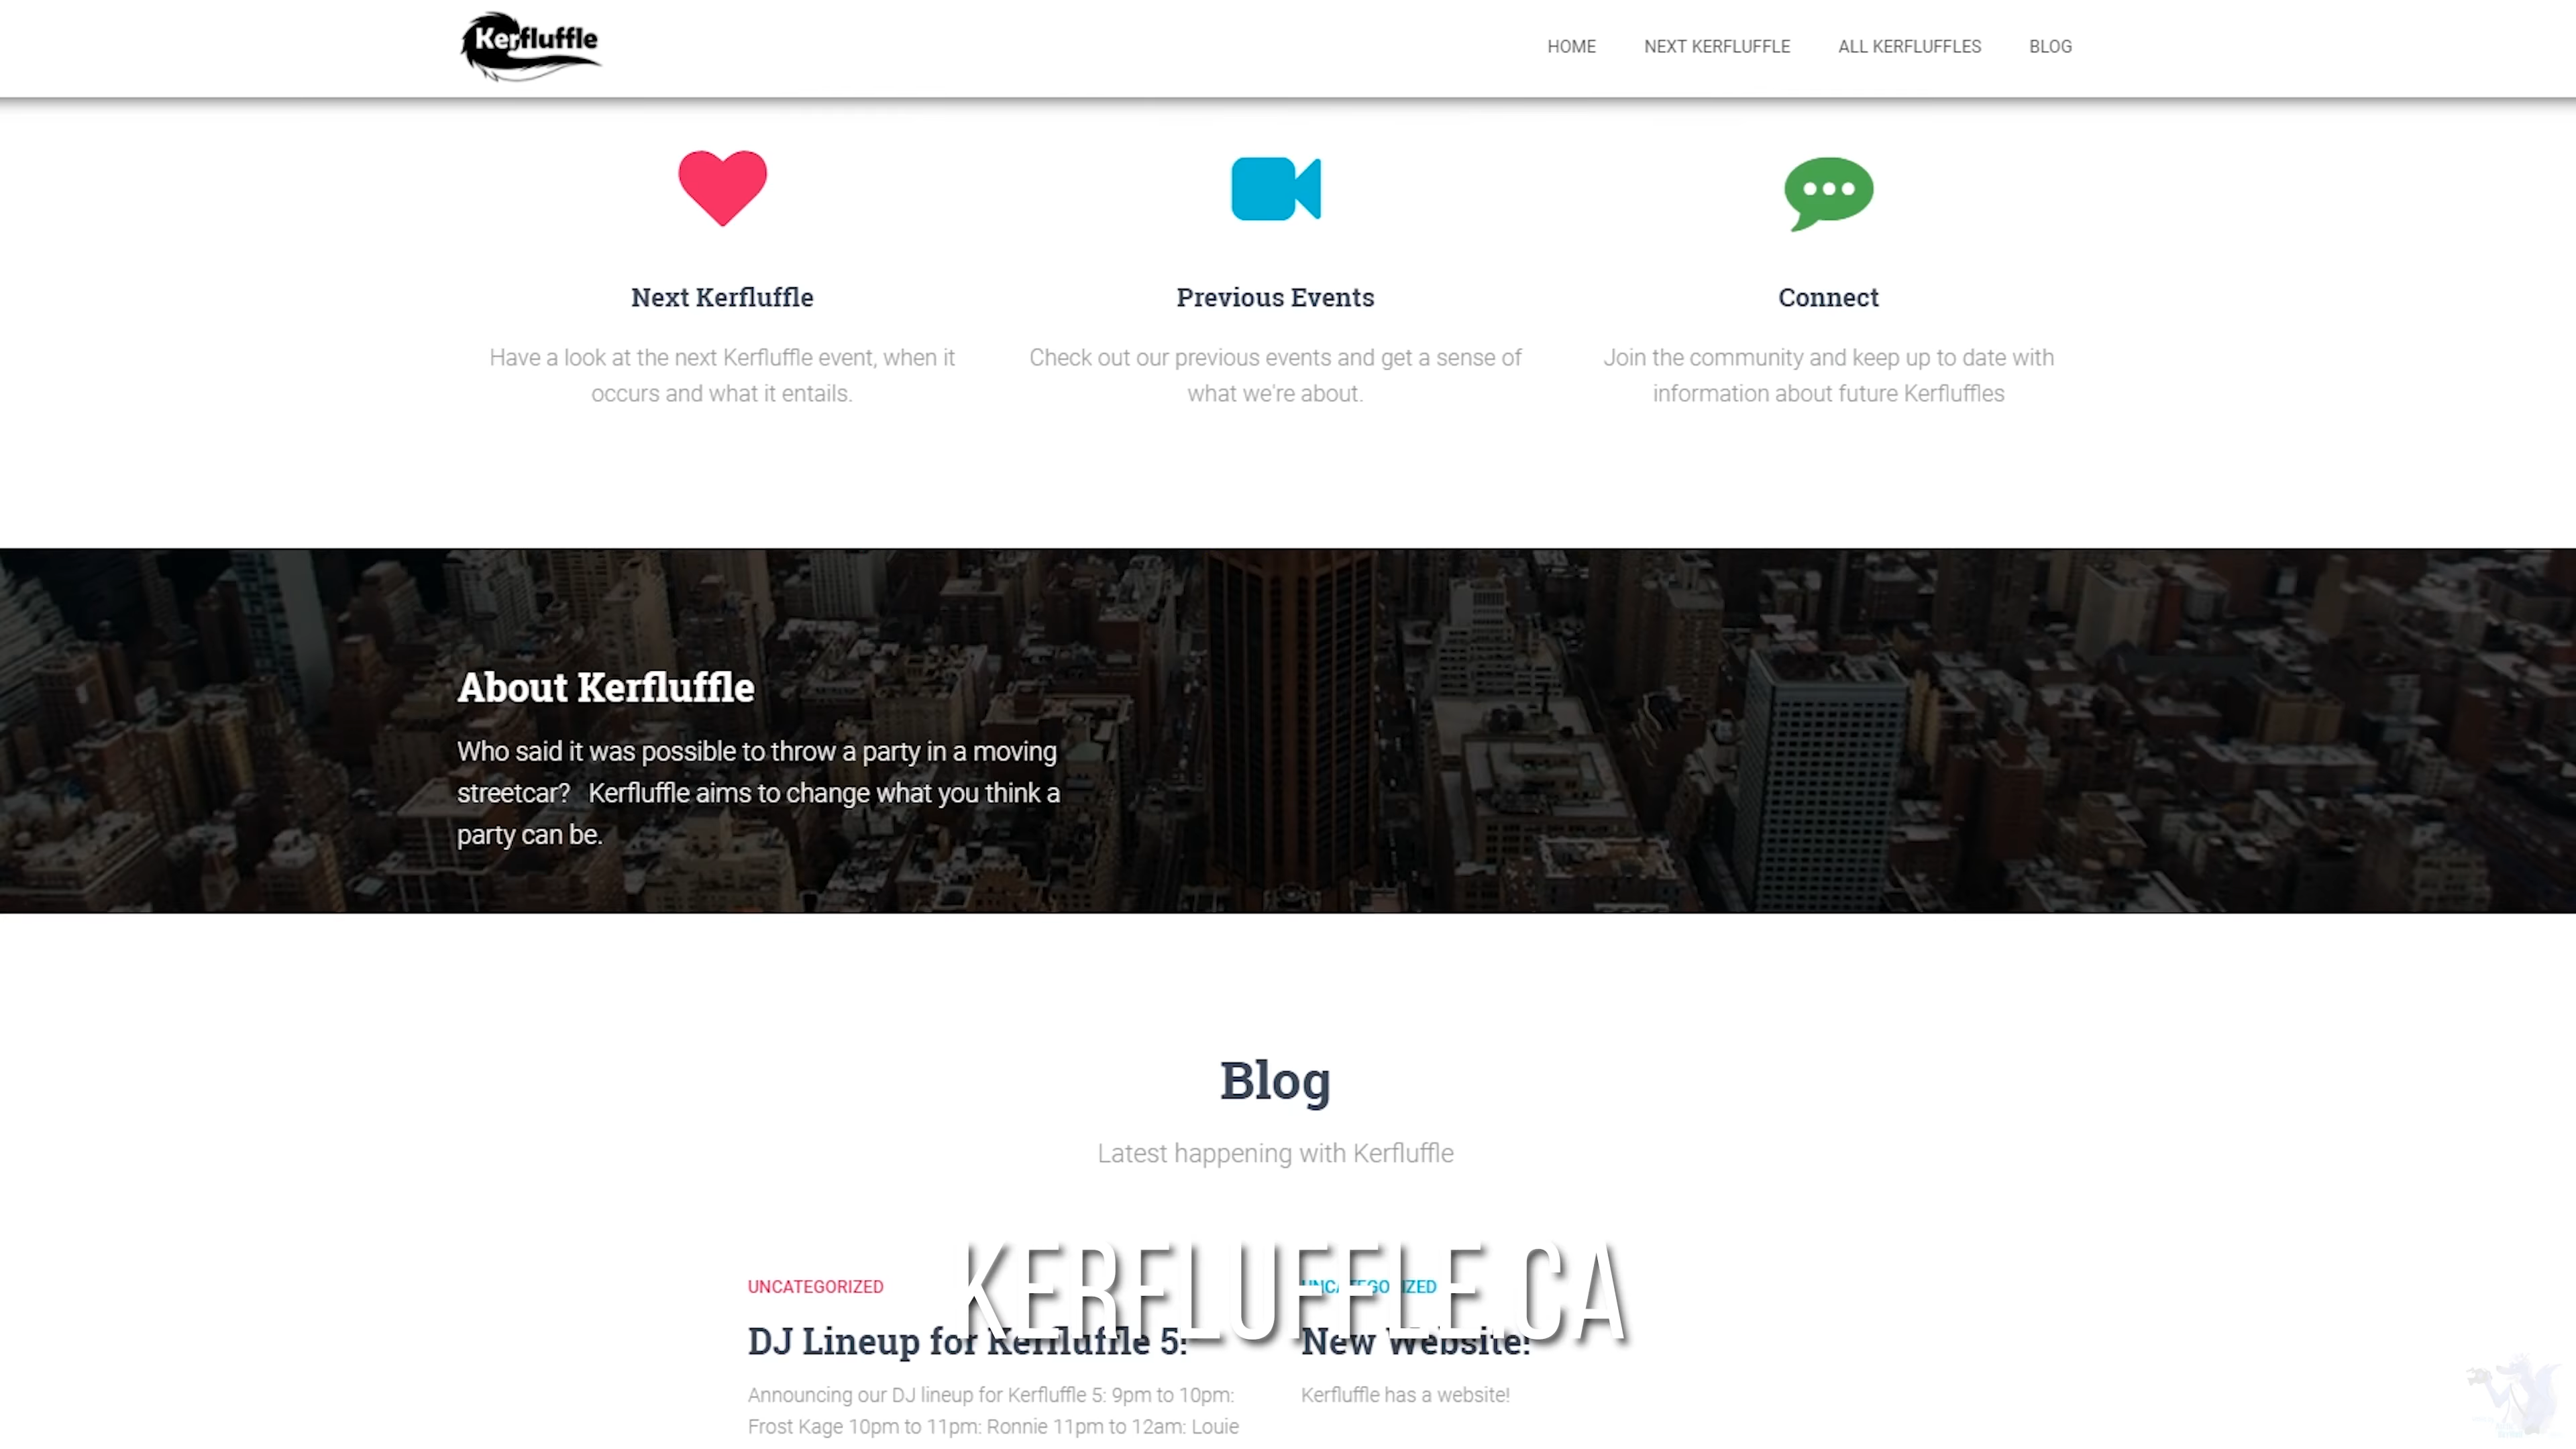 Kerfluffle
HOME NEXT KERFLUFFLE ALL KERFLUFFLES BLOG
Next Kerfluffle
Have a look at the next Kerfluffle event, when it
occurs and what it entails.
Previous Events
Check out our previous events and get a sense of
what we're about.
Connect
Join the community and keep up to date with
information about future Kerfluffles
About Kerfluffle
Who said it was possible to throw a party in a moving
streetcar? Kerfluffle aims to change what you think a
party can be.
Blog
Latest happening with Kerfluffle
KERFLUFFLE.CA
UNCATEGORIZED
DJ Lineup for Kerfluffle 5:
Announcing our DJ lineup for Kerfluffle 5: 9pm to 10pm:
Frost Kage 10pm to 11pm: Ronnie 11pm to 12am: Louie
UNCATEGORIZED
New Website!
Kerfluffle has a website!